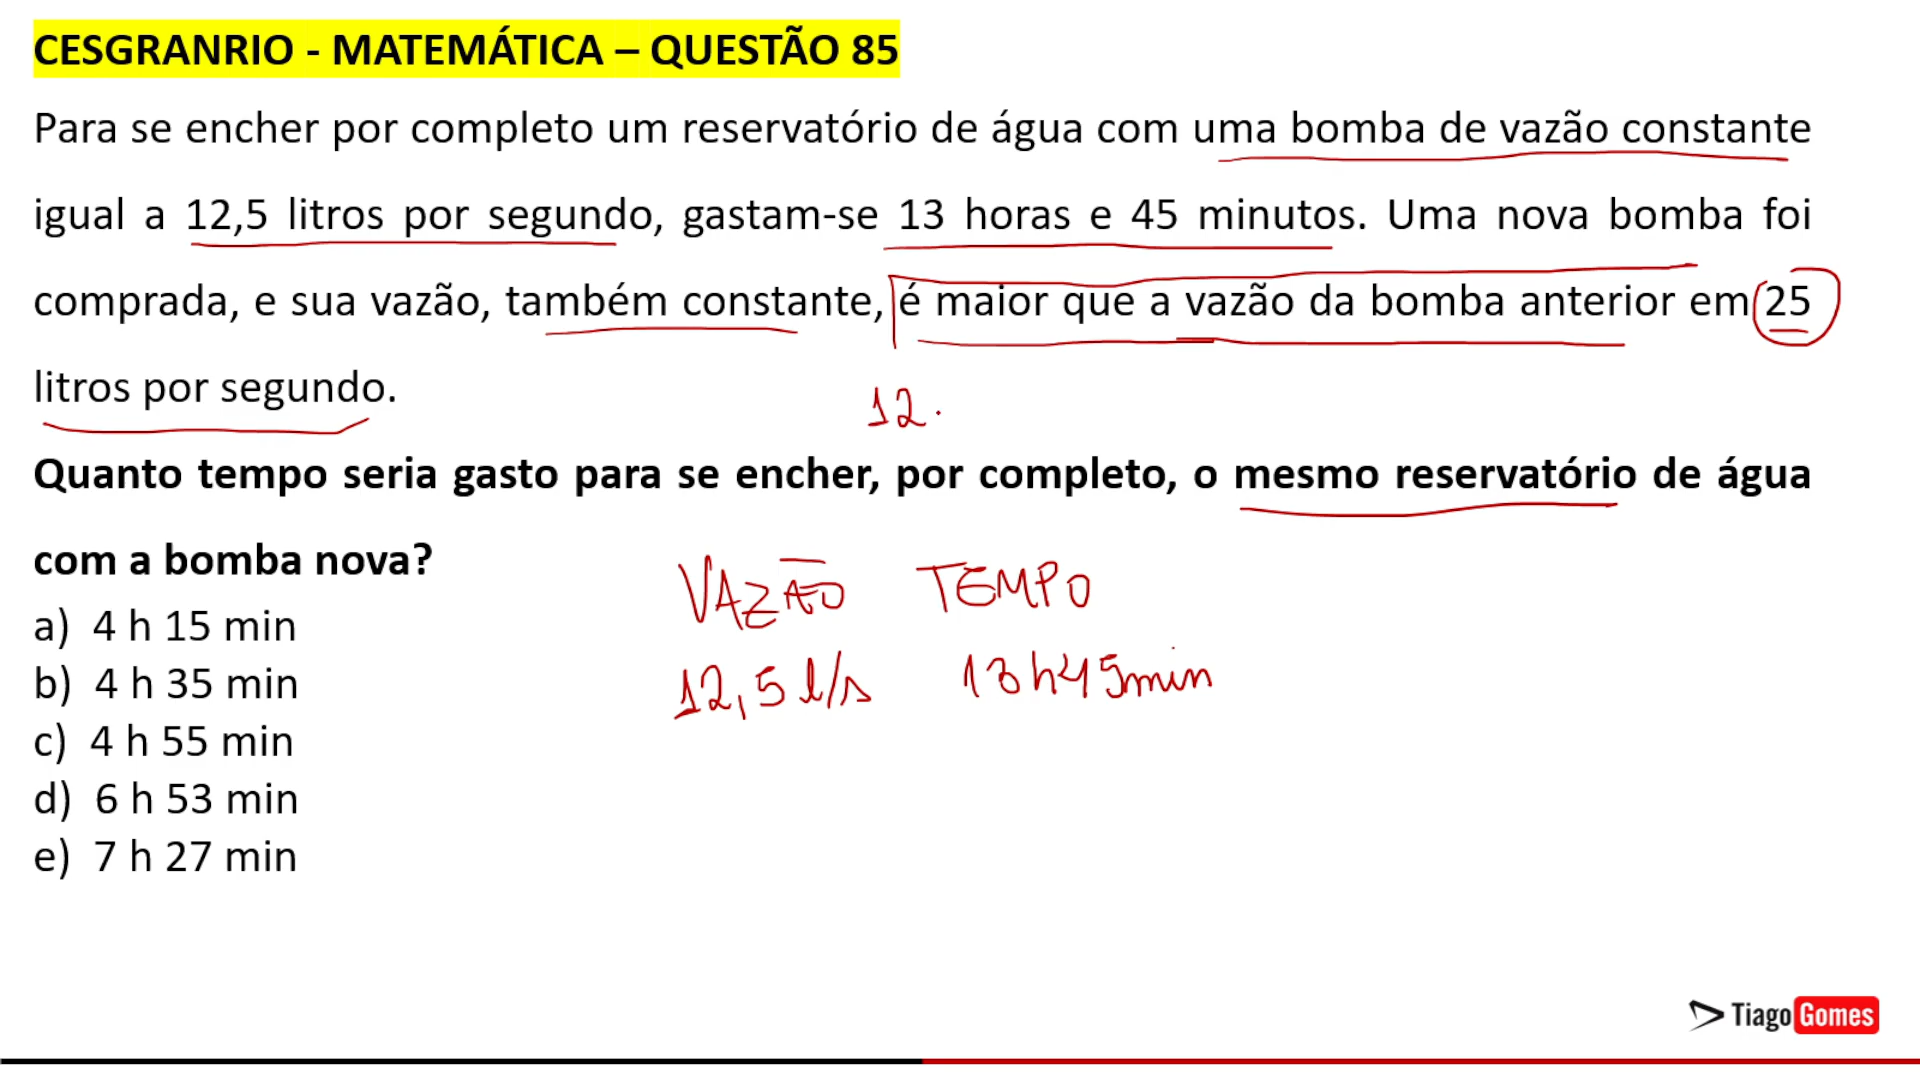 CESGRANRIO - MATEMÁTICA – QUESTÃO 85
Para se encher por completo um reservatório de água com uma bomba de vazão constante
igual a 12,5 litros por segundo, gastam-se 13 horas e 45 minutos. Uma nova bomba foi
comprada, e sua vazão, também constante, é maior que a vazão da bomba anterior em 25
litros por segundo.
12.
Quanto tempo seria gasto para se encher, por completo, o mesmo reservatório de água
com a bomba nova?
VAZÃO TEMPO
12,5 l/s 13h45min
a) 4 h 15 min
b) 4 h 35 min
c) 4 h 55 min
d) 6 h 53 min
e) 7 h 27 min
Tiago Gomes